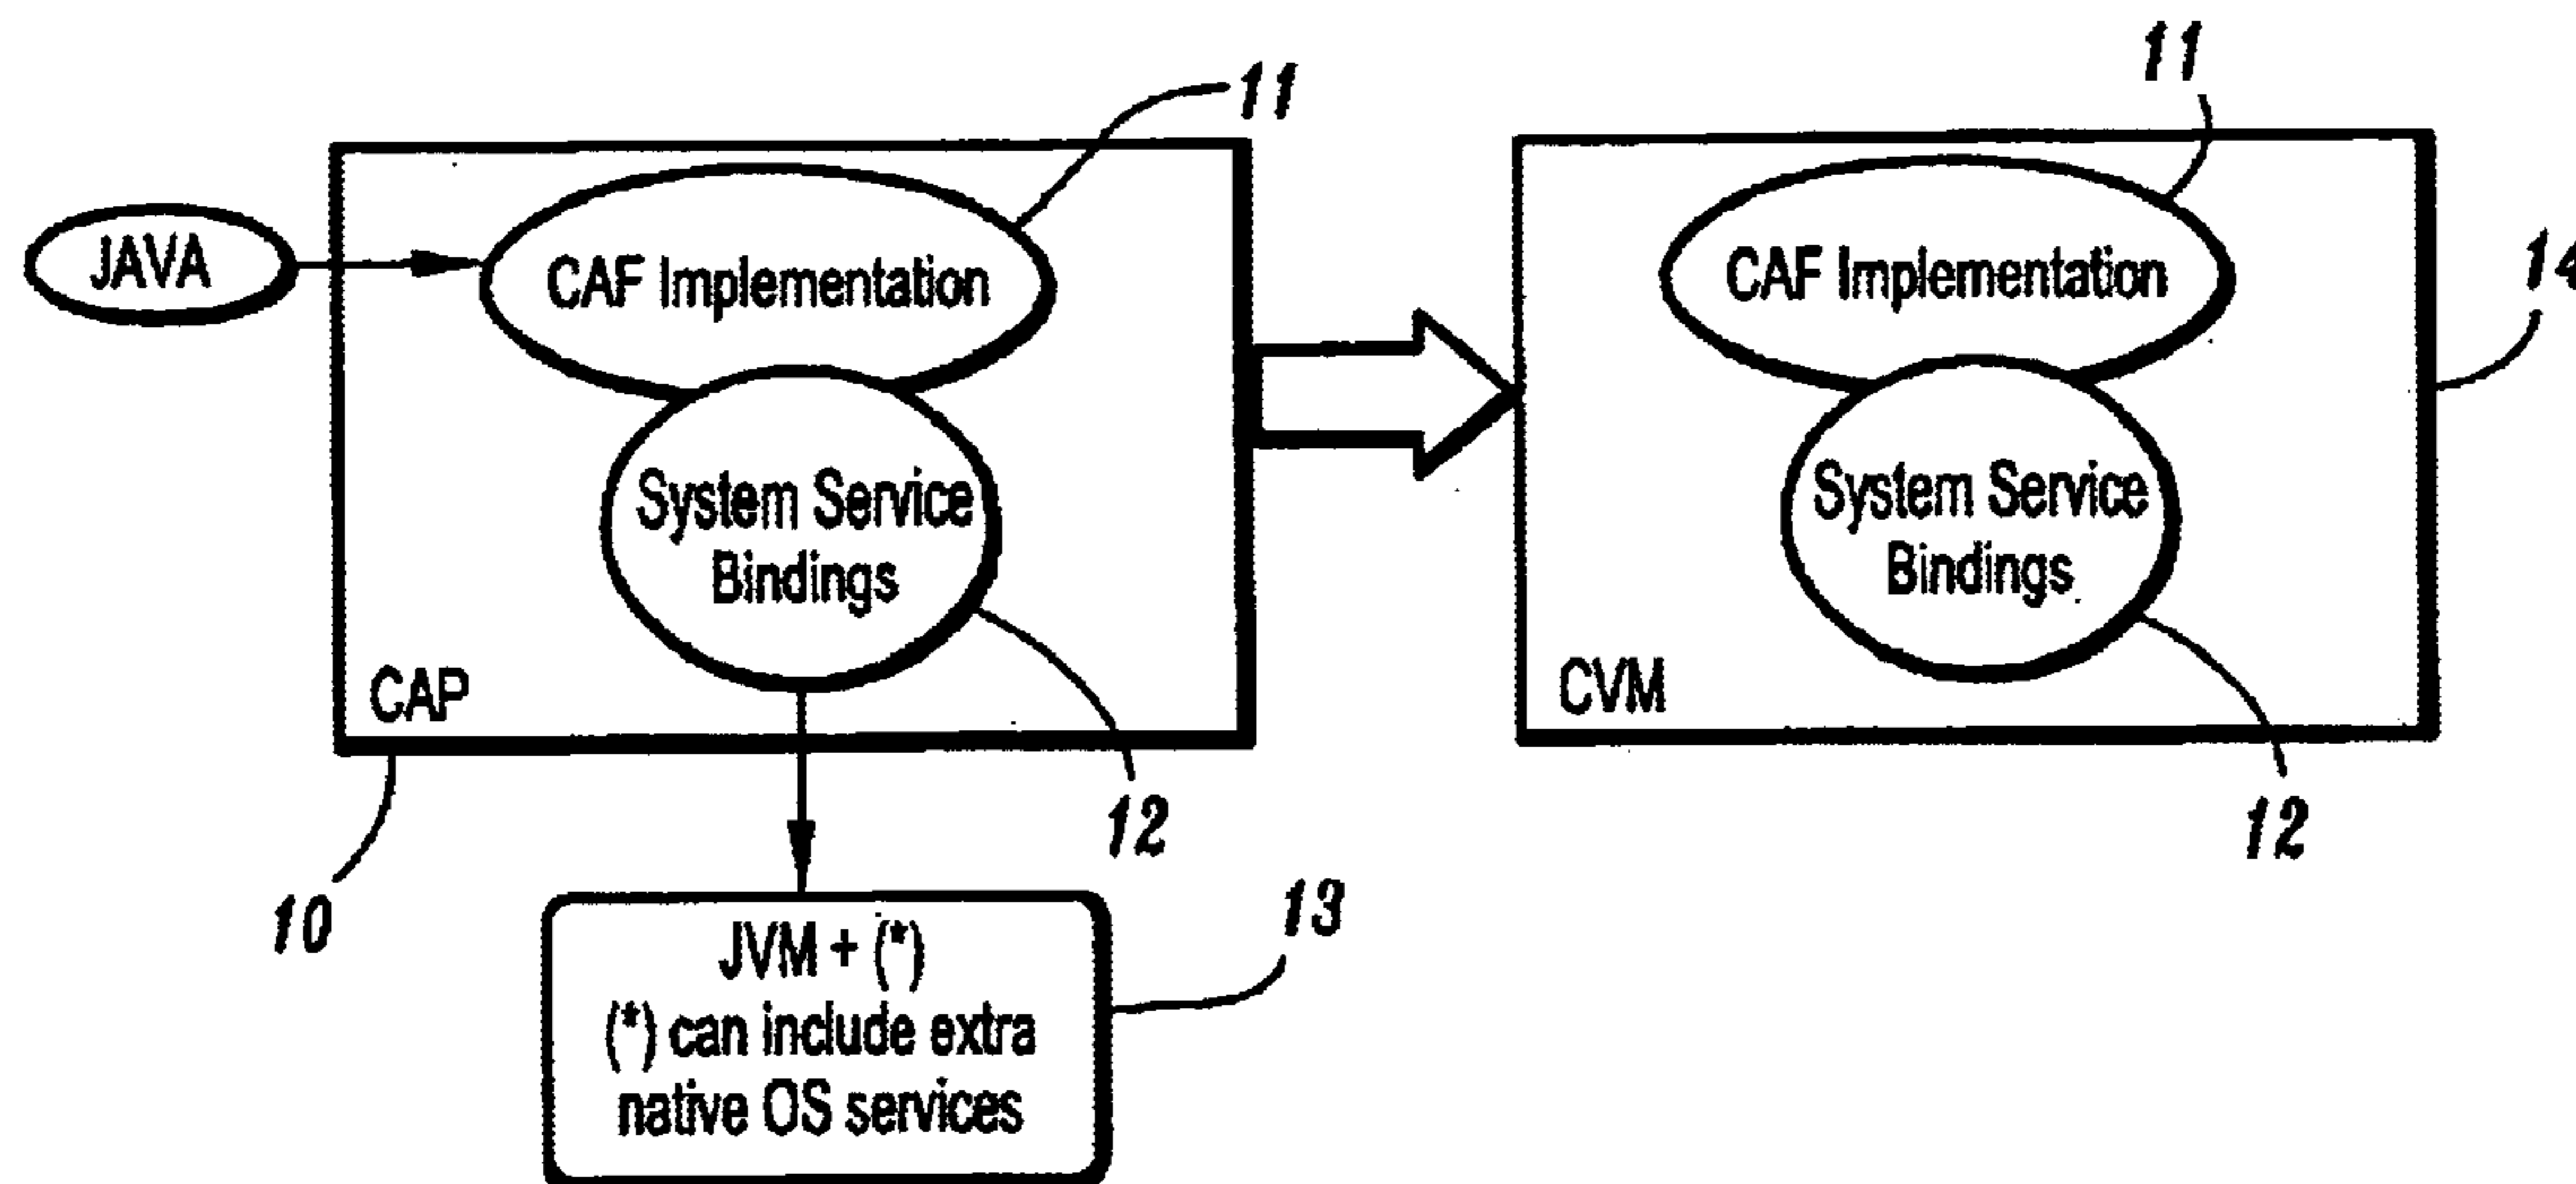 11
11
JAVA
CAF Implementation
CAF Implementation
14
System Service
Bindings
System Service
Bindings
CAP
CVM
12
12
10
13
JVM + (*)
(*) can include extra
native OS services